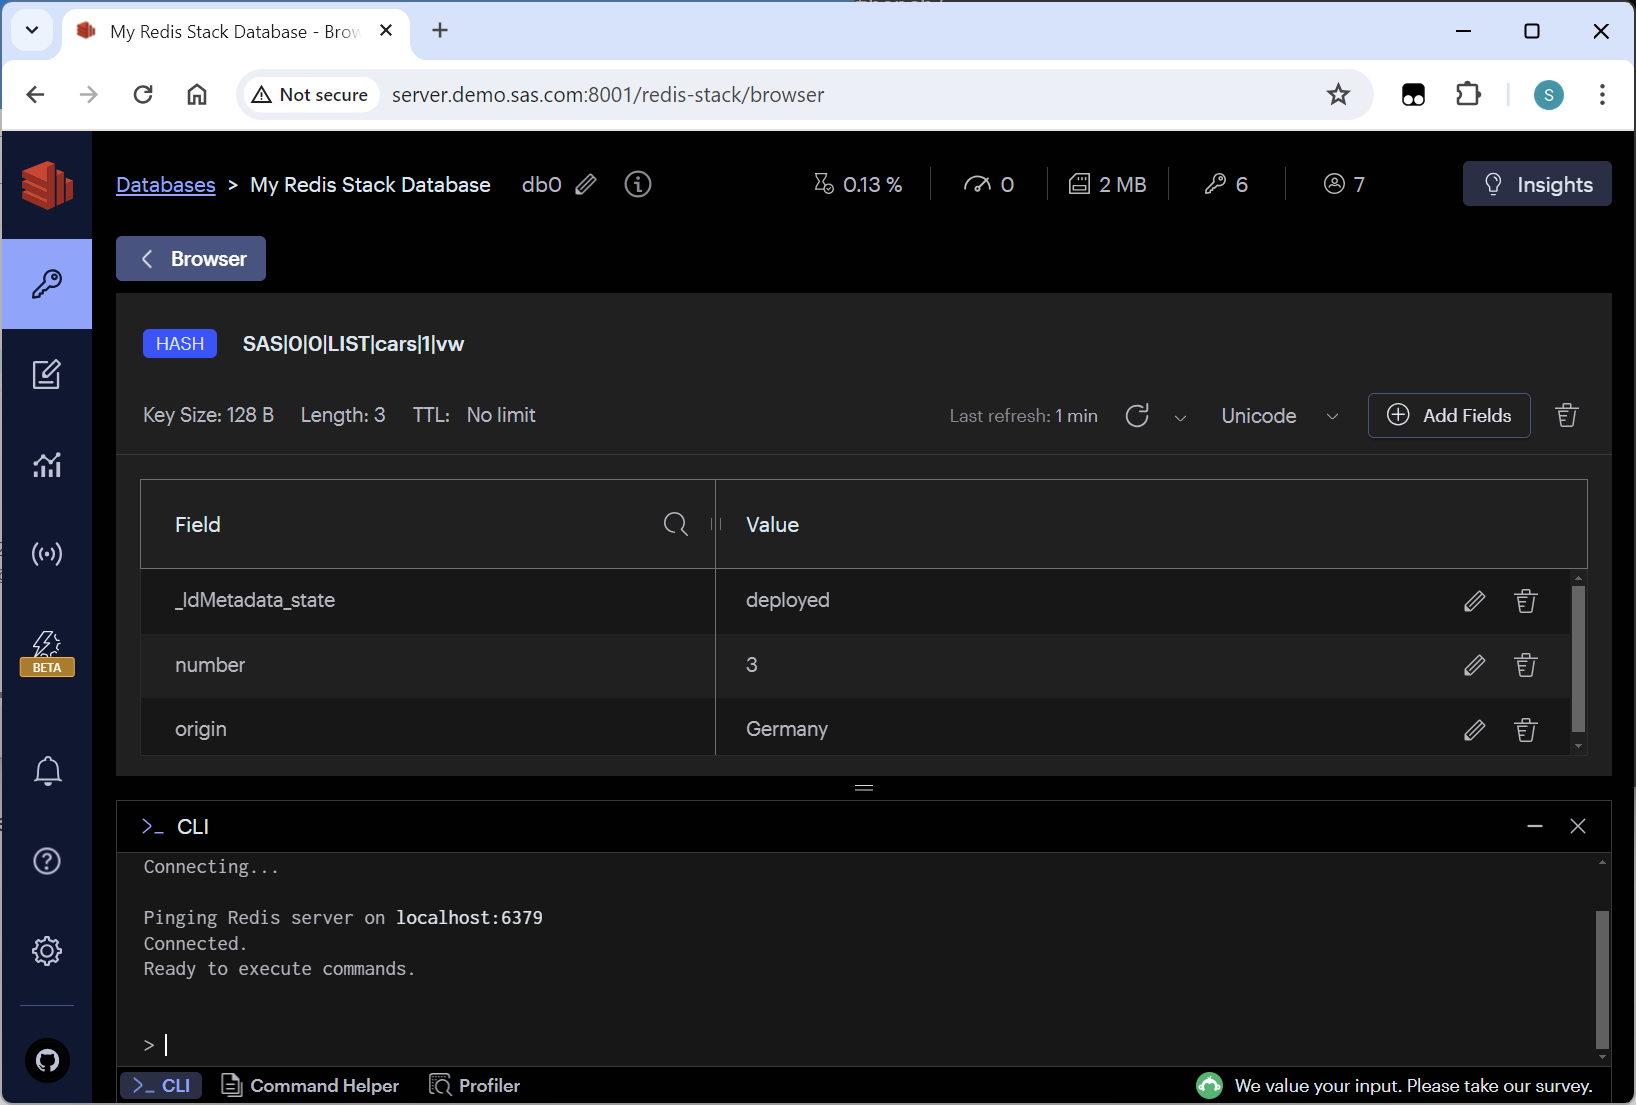 My Redis Stack Database - Brow
Not secure
server.demo.sas.com:8001/redis-stack/browser
S
Databases > My Redis Stack Database db0
0.13 % 0 2 MB 6 7
Insights
Browser
HASH SAS|0|0|LIST|cars|1|vw
Key Size: 128 B Length: 3 TTL: No limit
Last refresh: 1 min Unicode Add Fields
Field Value
_IdMetadata_state deployed
number 3
origin Germany
BETA
>_ CLI
Connecting...
Pinging Redis server on localhost:6379
Connected.
Ready to execute commands.
>
>_ CLI Command Helper Profiler
We value your input. Please take our survey.